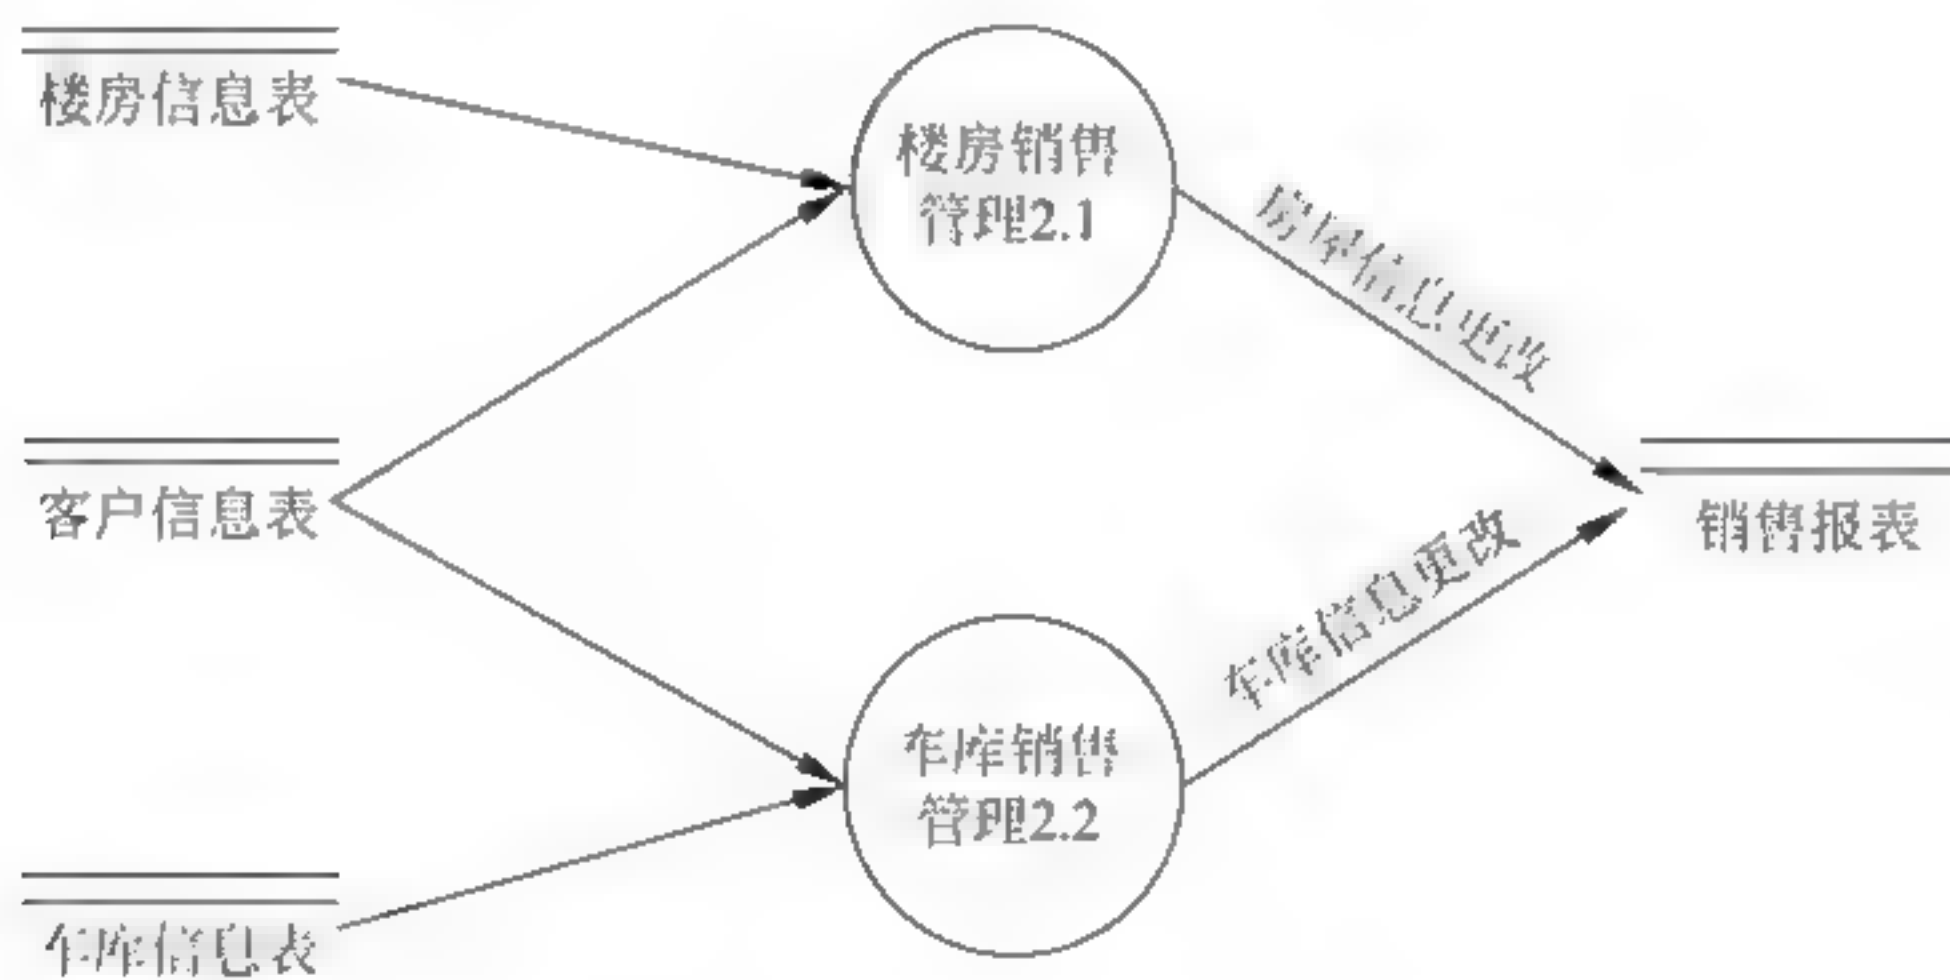 楼房信息表
楼房销售
管理2.1
房屋信息更改
客户信息表
销售报表
车库信息更改
车库销售
管理2.2
车库信息表